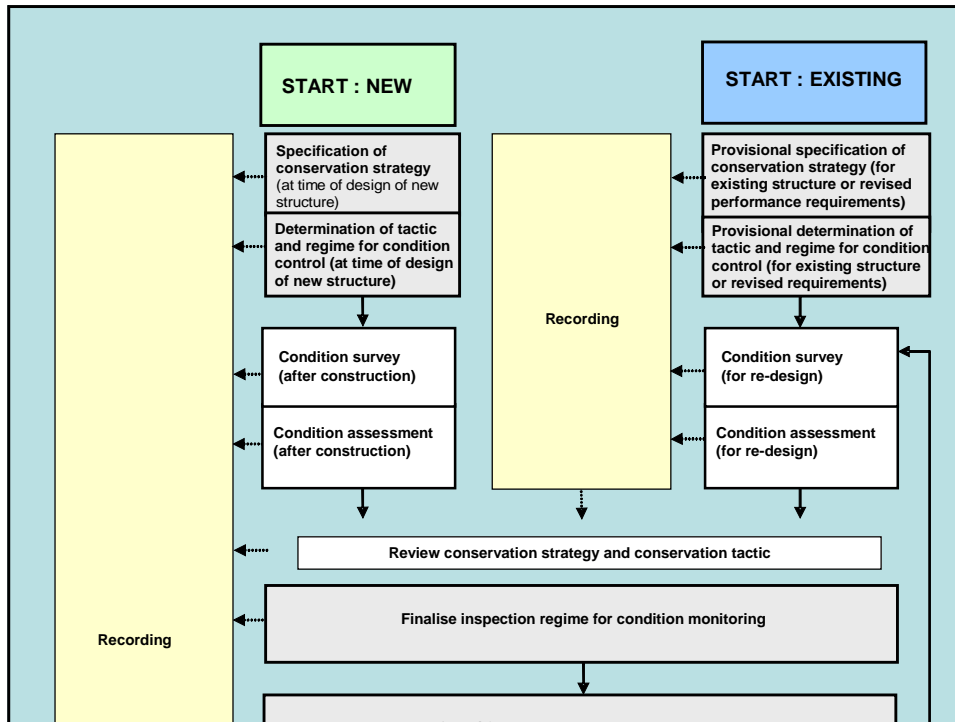 START : NEW
START : EXISTING
Specification of
conservation strategy
(at time of design of new
structure)
Determination of tactic
and regime for condition
control (at time of design
of new structure)
Provisional specification of
conservation strategy (for
existing structure or revised
performance requirements)
Provisional determination of
tactic and regime for condition
control (for existing structure
or revised requirements)
Recording
Condition survey
(after construction)
Condition assessment
(after construction)
Condition survey
(for re-design)
Condition assessment
(for re-design)
Review conservation strategy and conservation tactic
Finalise inspection regime for condition monitoring
Recording